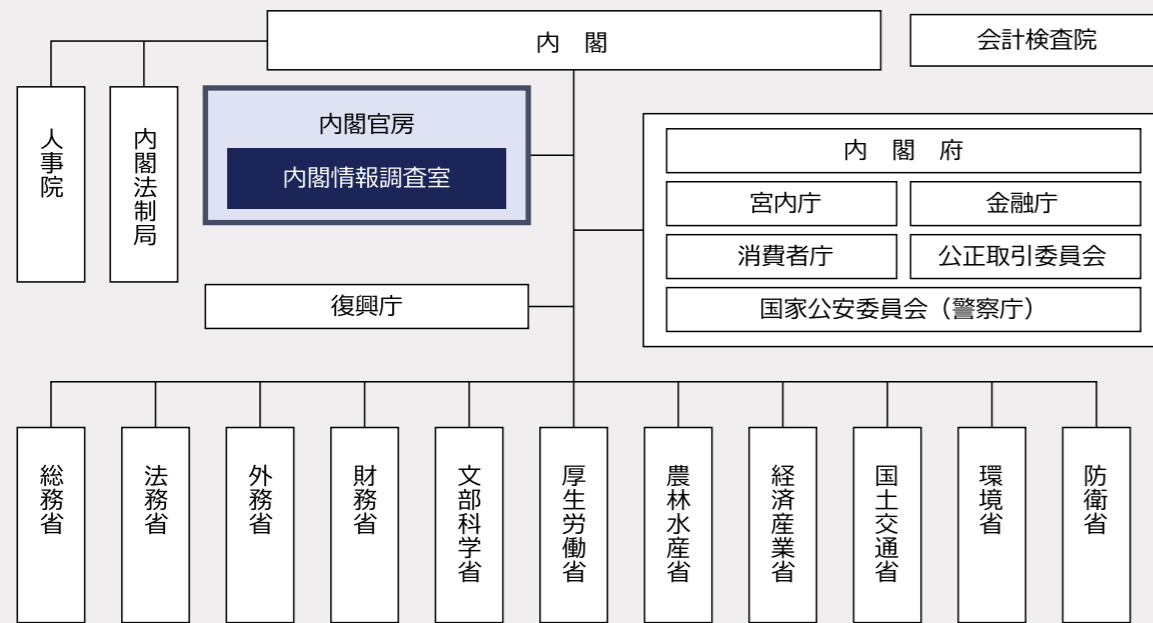 内　閣
会計検査院
人事院
内閣法制局
内閣官房
内閣情報調査室
内　閣　府
宮内庁
金融庁
消費者庁
公正取引委員会
国家公安委員会（警察庁）
復興庁
総務省
法務省
外務省
財務省
文部科学省
厚生労働省
農林水産省
経済産業省
国土交通省
環境省
防衛省